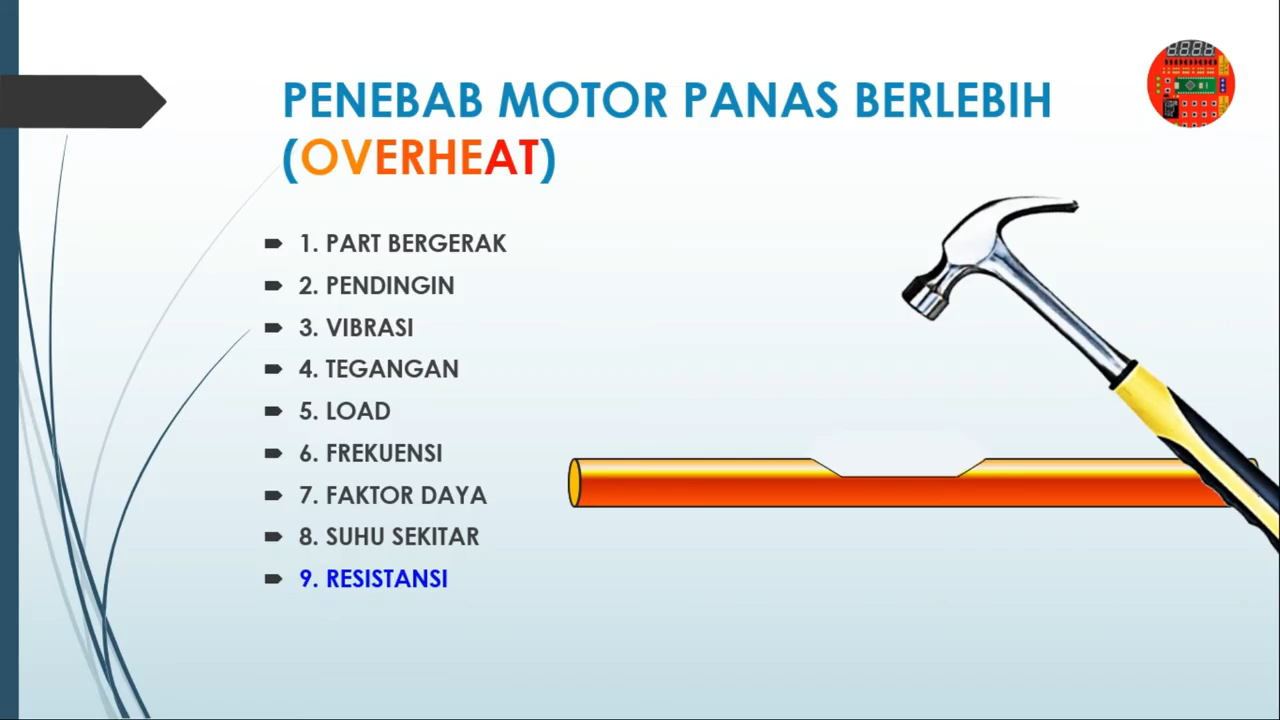 PENEBAB MOTOR PANAS BERLEBIH
(OVERHEAT)
1. PART BERGERAK
2. PENDINGIN
3. VIBRASI
4. TEGANGAN
5. LOAD
6. FREKUENSI
7. FAKTOR DAYA
8. SUHU SEKITAR
9. RESISTANSI